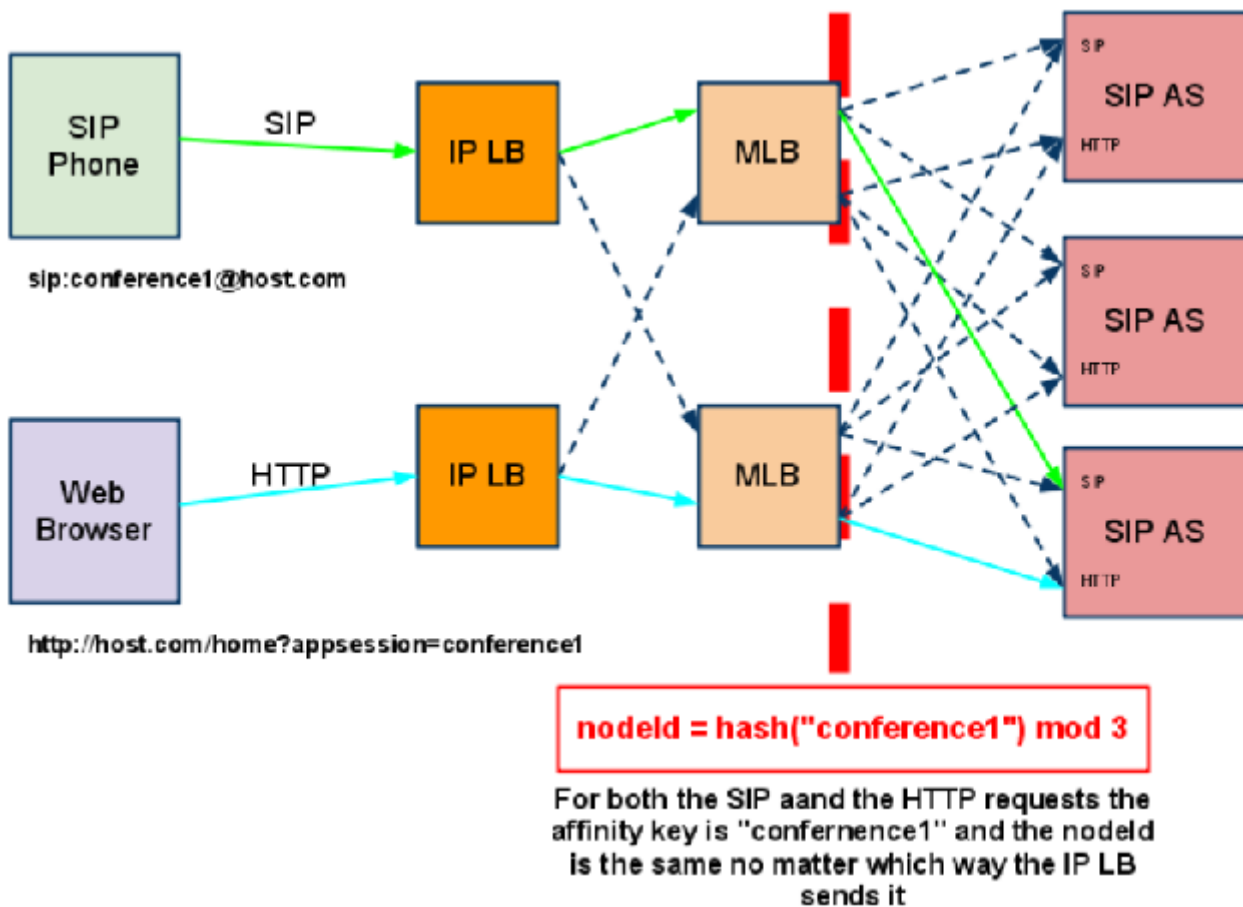 SIP
Phone
SIP
IP LB
MLB
SIP
SIP AS
HTTP
sip:conference1@host.com
SIP
SIP AS
HTTP
Web
Browser
HTTP
IP LB
MLB
SIP
SIP AS
HTTP
http://host.com/home?appsession=conference1
nodeId = hash("conference1") mod 3
For both the SIP aand the HTTP requests the
affinity key is "confernence1" and the nodeId
is the same no matter which way the IP LB
sends it